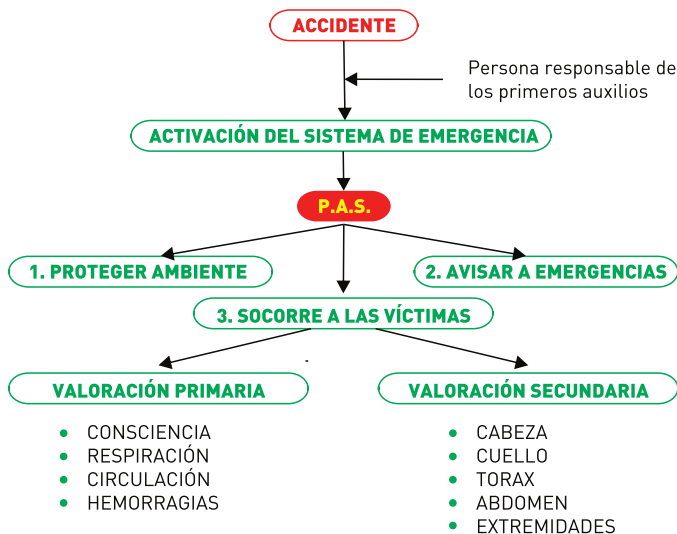 ACCIDENTE
Persona responsable de
los primeros auxilios
ACTIVACIÓN DEL SISTEMA DE EMERGENCIA
P.A.S.
1. PROTEGER AMBIENTE
2. AVISAR A EMERGENCIAS
3. SOCORRE A LAS VÍCTIMAS
VALORACIÓN PRIMARIA
• CONSCIENCIA
• RESPIRACIÓN
• CIRCULACIÓN
• HEMORRAGIAS
VALORACIÓN SECUNDARIA
• CABEZA
• CUELLO
• TORAX
• ABDOMEN
• EXTREMIDADES